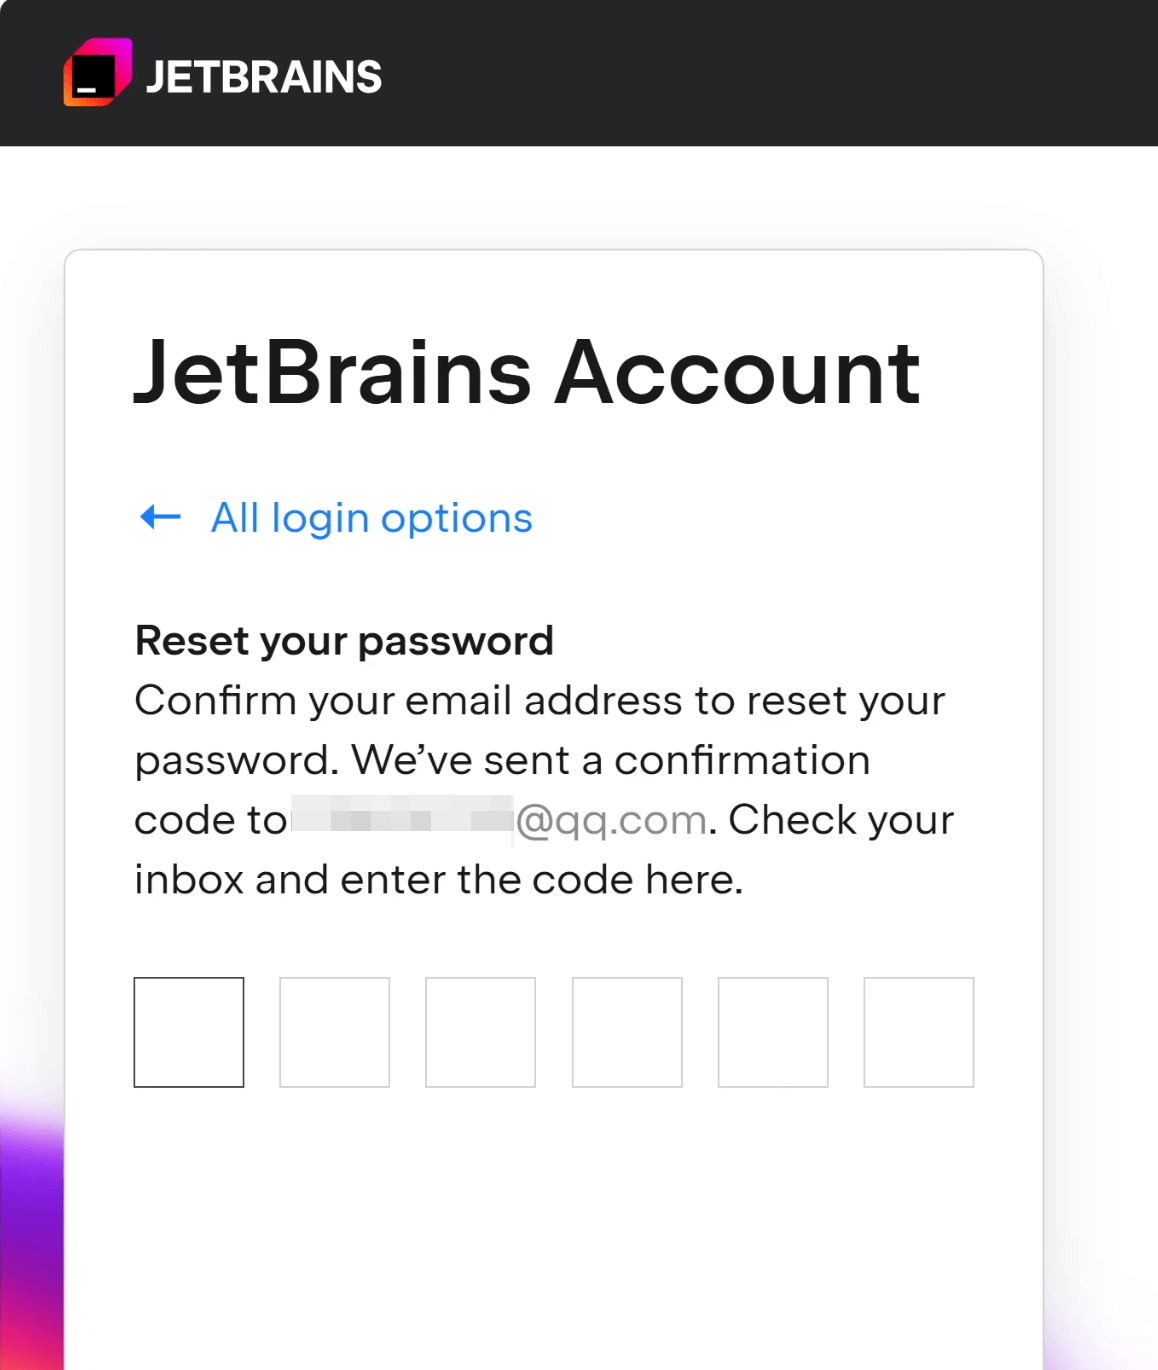 JETBRAINS
JetBrains Account
← All login options
Reset your password
Confirm your email address to reset your
password. We’ve sent a confirmation
code to @qq.com. Check your
inbox and enter the code here.